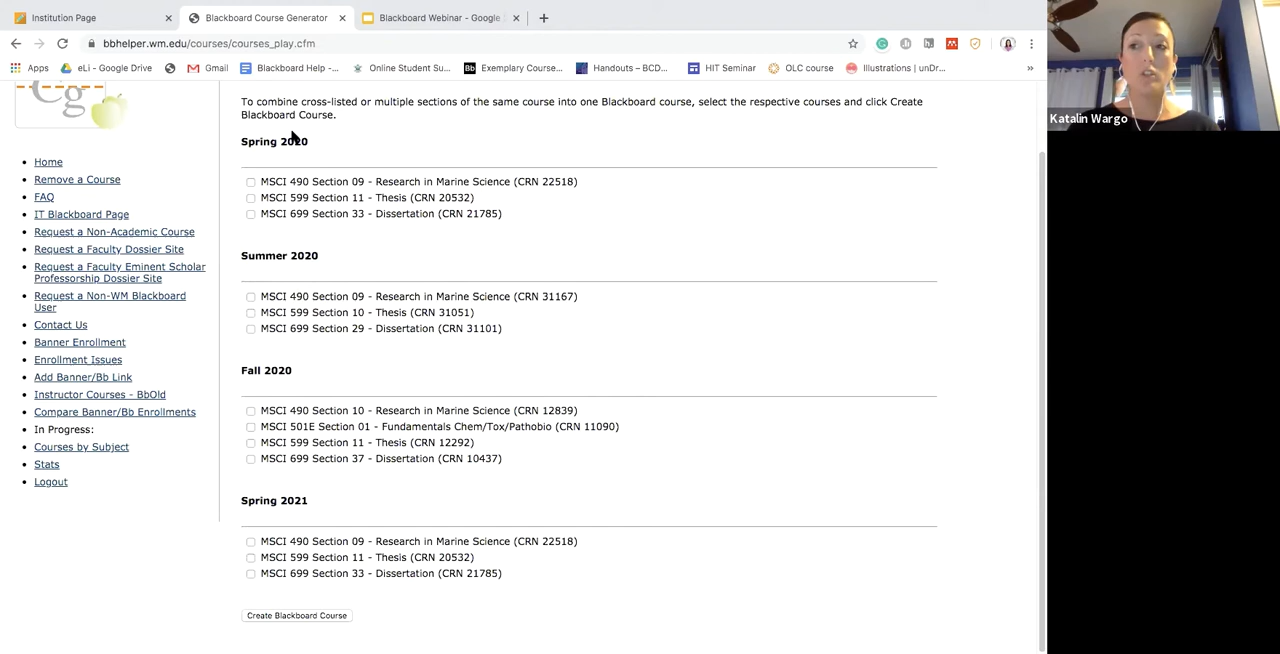 Institution Page
Blackboard Course Generator
Blackboard Webinar - Google
bbhelper.wm.edu/courses/courses_play.cfm
Apps
eLi - Google Drive
Gmail
Blackboard Help -...
Online Student Su...
Bb Exemplary Course...
Handouts – BCD...
HIT Seminar
OLC course
Illustrations | unDr...
»
Katalin Wargo
Cg
Home
Remove a Course
FAQ
IT Blackboard Page
Request a Non-Academic Course
Request a Faculty Dossier Site
Request a Faculty Eminent Scholar
Professorship Dossier Site
Request a Non-WM Blackboard
User
Contact Us
Banner Enrollment
Enrollment Issues
Add Banner/Bb Link
Instructor Courses - BbOld
Compare Banner/Bb Enrollments
In Progress:
Courses by Subject
Stats
Logout
To combine cross-listed or multiple sections of the same course into one Blackboard course, select the respective courses and click Create
Blackboard Course.
Spring 2020
MSCI 490 Section 09 - Research in Marine Science (CRN 22518)
MSCI 599 Section 11 - Thesis (CRN 20532)
MSCI 699 Section 33 - Dissertation (CRN 21785)
Summer 2020
MSCI 490 Section 09 - Research in Marine Science (CRN 31167)
MSCI 599 Section 10 - Thesis (CRN 31051)
MSCI 699 Section 29 - Dissertation (CRN 31101)
Fall 2020
MSCI 490 Section 10 - Research in Marine Science (CRN 12839)
MSCI 501E Section 01 - Fundamentals Chem/Tox/Pathobio (CRN 11090)
MSCI 599 Section 11 - Thesis (CRN 12292)
MSCI 699 Section 37 - Dissertation (CRN 10437)
Spring 2021
MSCI 490 Section 09 - Research in Marine Science (CRN 22518)
MSCI 599 Section 11 - Thesis (CRN 20532)
MSCI 699 Section 33 - Dissertation (CRN 21785)
Create Blackboard Course